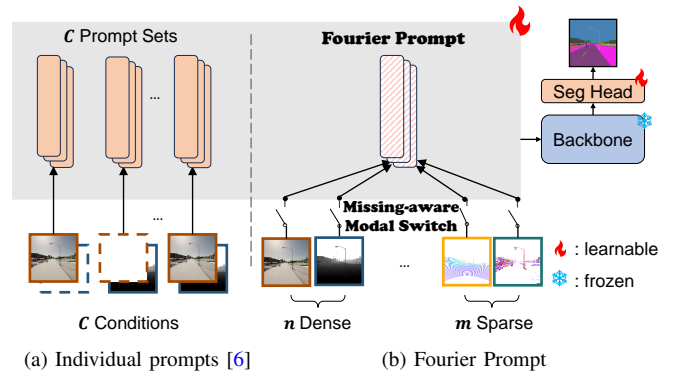 C Prompt Sets
...
...
C Conditions
(a) Individual prompts [6]
Fourier Prompt
Missing-aware
Modal Switch
...
n Dense
m Sparse
(b) Fourier Prompt
Seg Head
Backbone
: learnable
: frozen